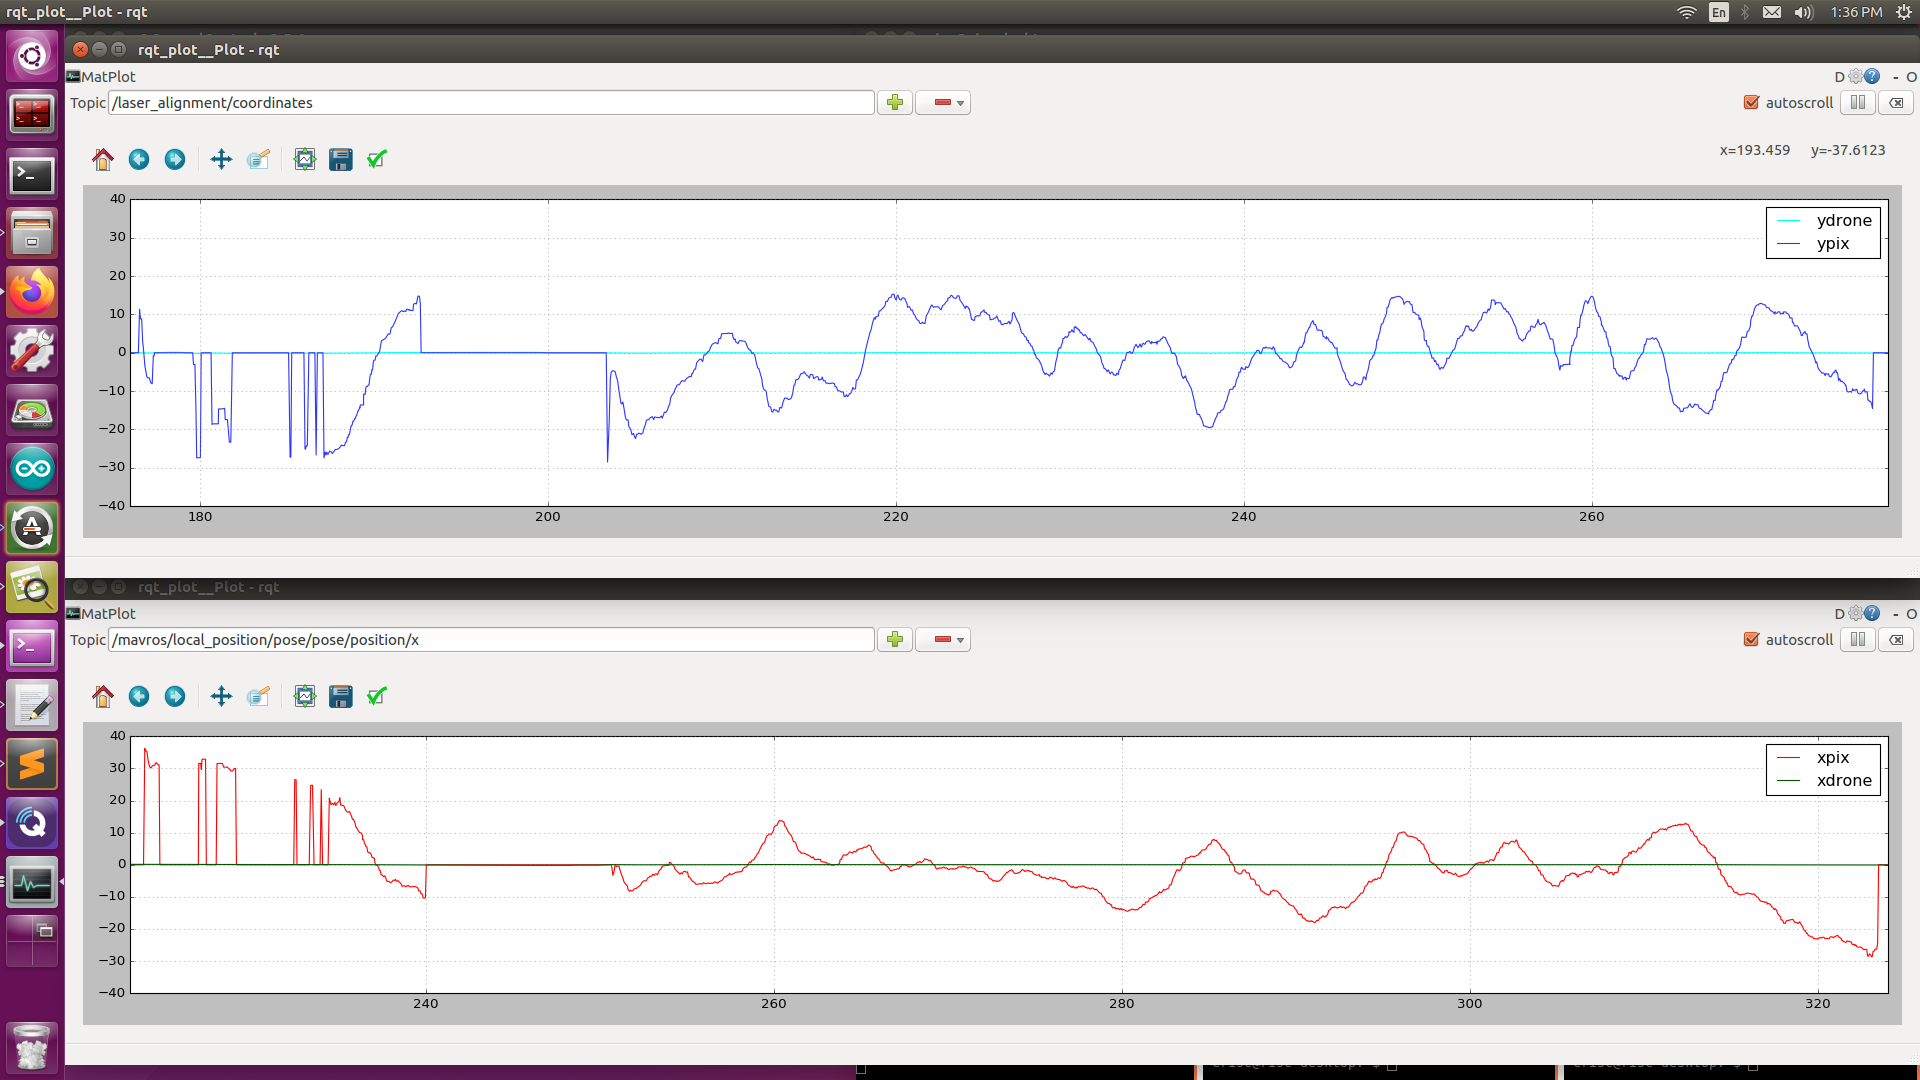 rqt_plot__Plot - rqt
En
1:36 PM
rqt_plot__Plot - rqt
MatPlot
D
- O
Topic /laser_alignment/coordinates
autoscroll
x=193.459 y=-37.6123
40
30
20
10
0
−10
−20
−30
−40
180 200 220 240 260
ydrone
ypix
rqt_plot__Plot - rqt
MatPlot
D
- O
Topic /mavros/local_position/pose/pose/position/x
autoscroll
40
30
20
10
0
−10
−20
−30
−40
240 260 280 300 320
xpix
xdrone